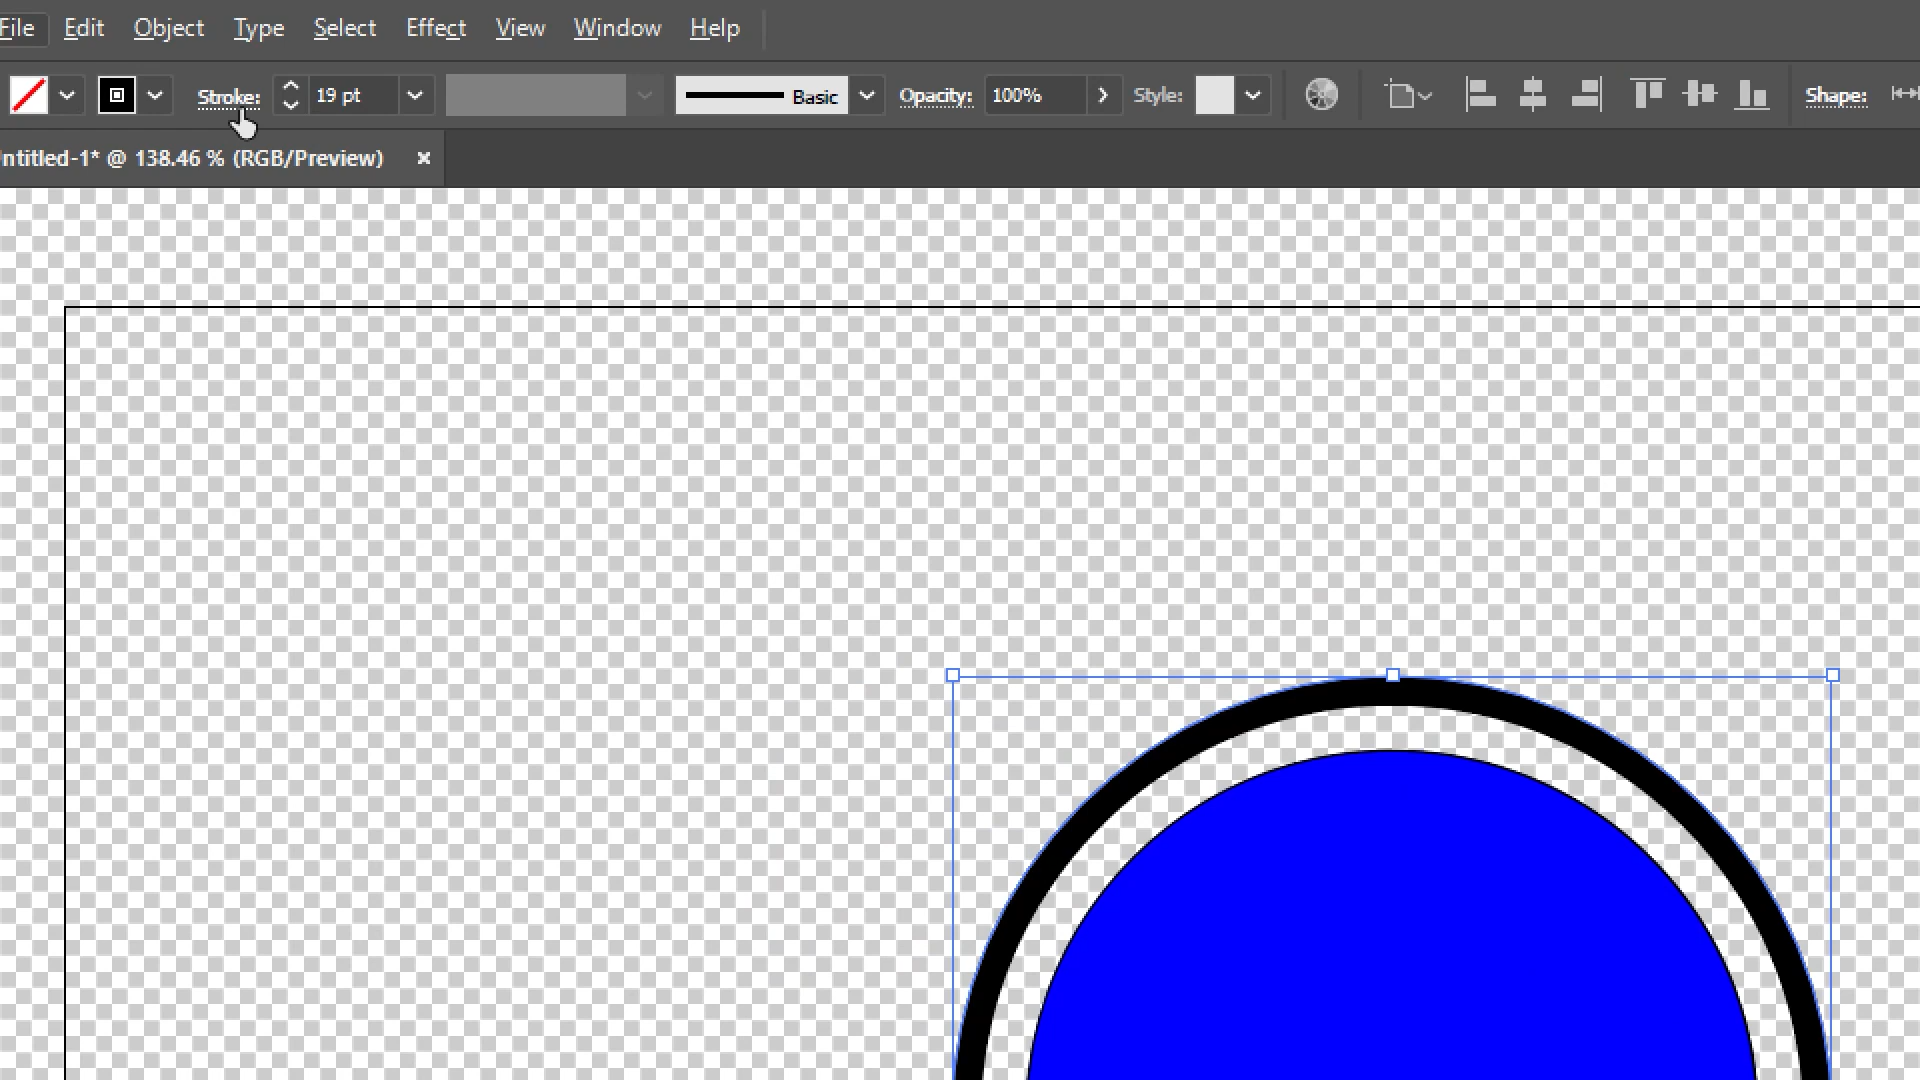 File Edit Object Type Select Effect View Window Help
Stroke: 19 pt Basic Opacity: 100% Style: Shape:
ntitled-1* @ 138.46 % (RGB/Preview) ×